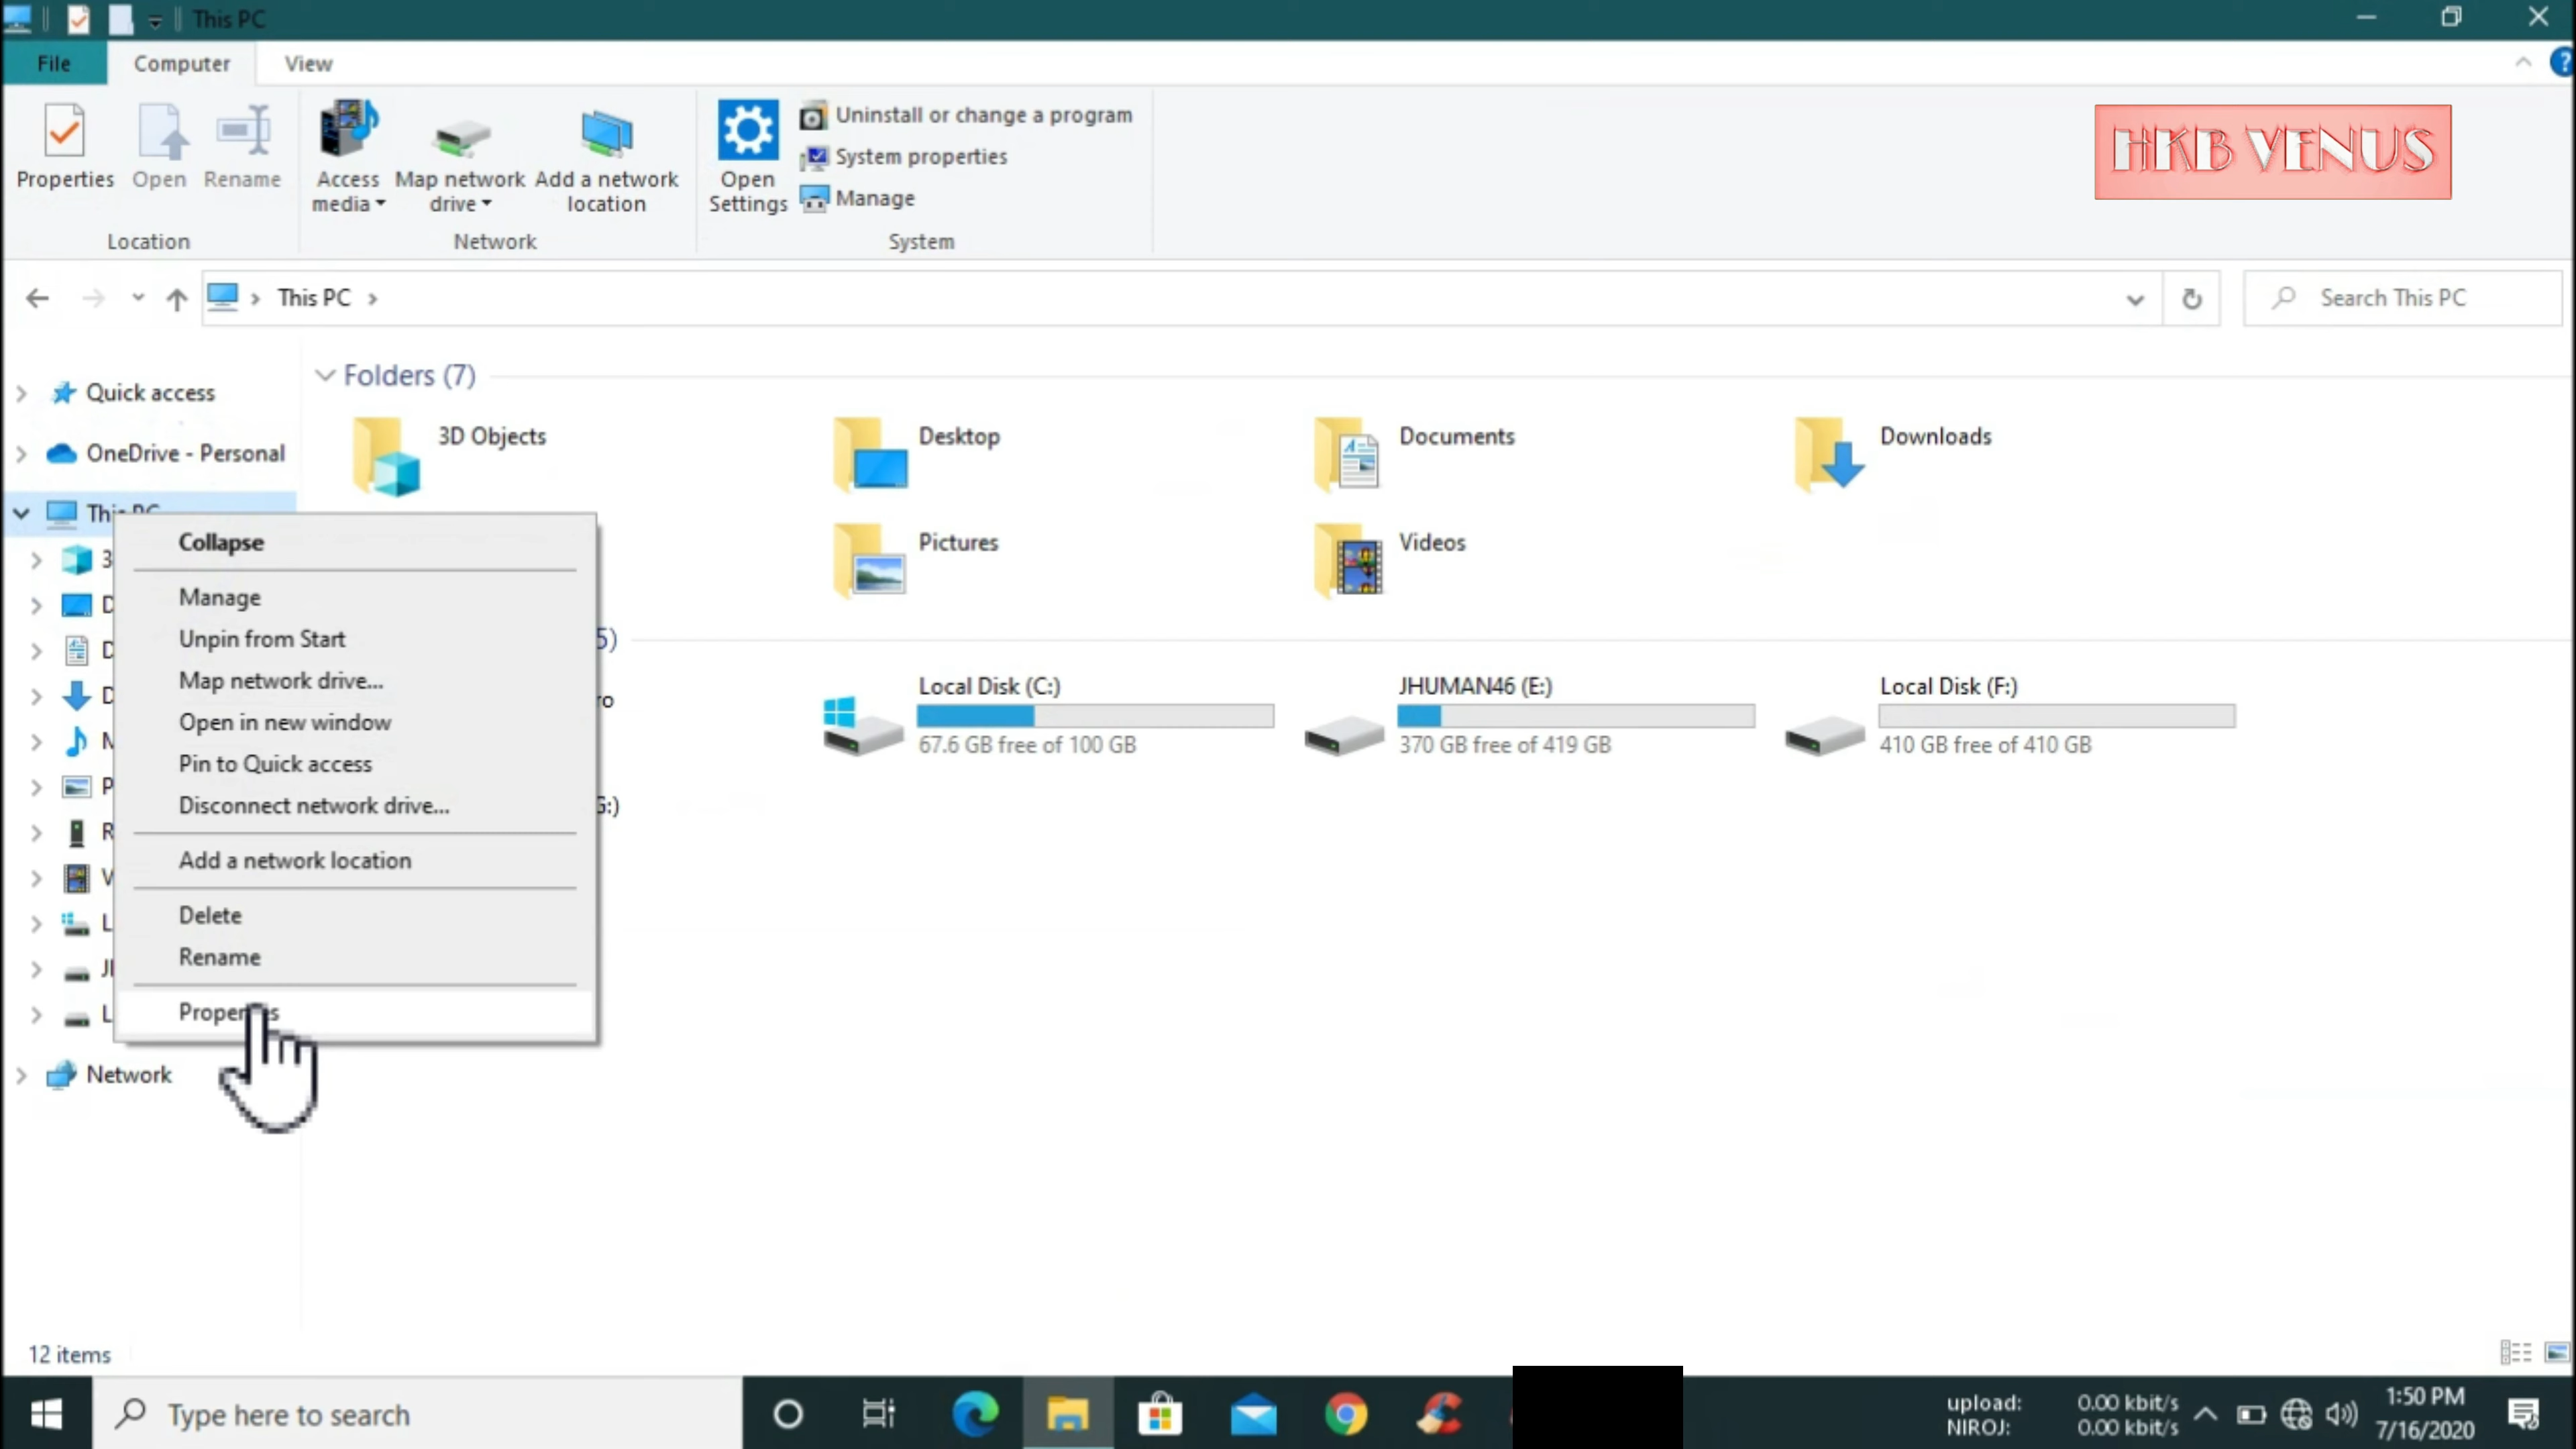 This PC
File
Computer
View
Properties
Open
Rename
Access
media
Map network
drive
Add a network
location
Open
Settings
Uninstall or change a program
System properties
Manage
Location
Network
System
HKB VENUS
This PC
Search This PC
Quick access
OneDrive - Personal
This PC
Network
Collapse
Manage
Unpin from Start
Map network drive...
Open in new window
Pin to Quick access
Disconnect network drive...
Add a network location
Delete
Rename
Properties
Folders (7)
3D Objects
Desktop
Documents
Downloads
Pictures
Videos
5)
ro
Local Disk (C:)
67.6 GB free of 100 GB
JHUMAN46 (E:)
370 GB free of 419 GB
Local Disk (F:)
410 GB free of 410 GB
G:)
12 items
Type here to search
upload: 0.00 kbit/s
NIROJ: 0.00 kbit/s
1:50 PM
7/16/2020